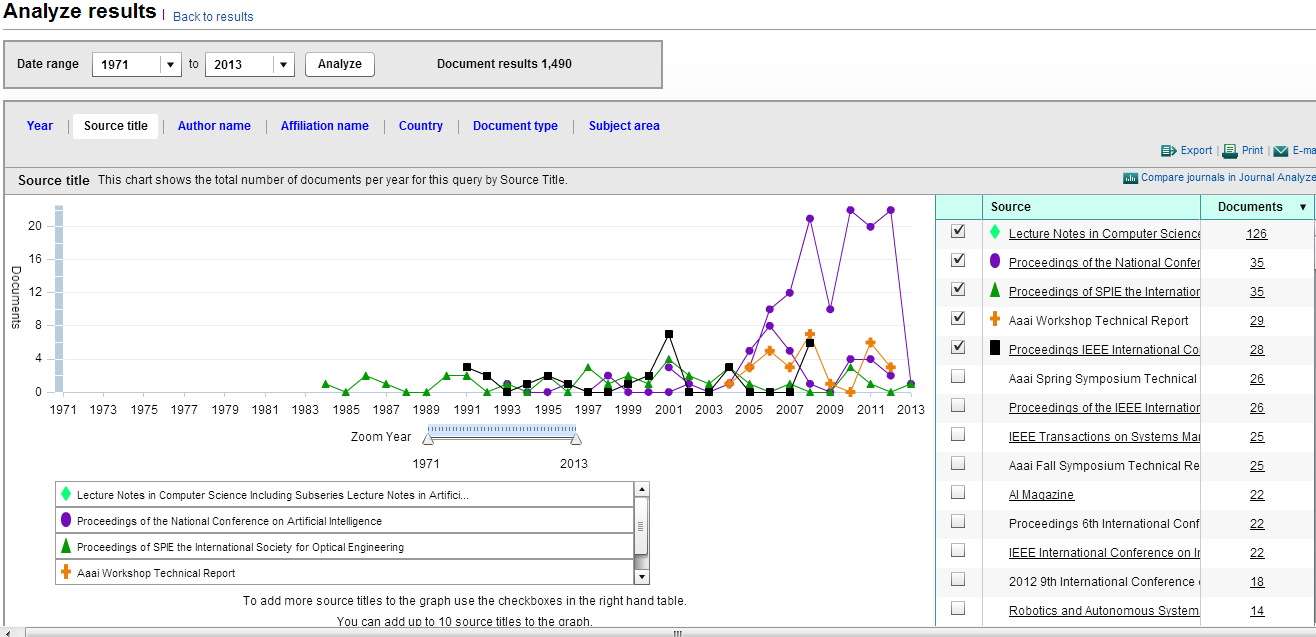 Analyze results | Back to results
Date range 1971 to 2013 Analyze Document results 1,490
Year | Source title | Author name | Affiliation name | Country | Document type | Subject area
Export | Print | E-ma
Source title This chart shows the total number of documents per year for this query by Source Title.
Compare journals in Journal Analyze
Documents
20
16
12
8
4
0
1971 1973 1975 1977 1979 1981 1983 1985 1987 1989 1991 1993 1995 1997 1999 2001 2003 2005 2007 2009 2011 2013
Zoom Year
1971 2013
Lecture Notes in Computer Science Including Subseries Lecture Notes in Artifici...
Proceedings of the National Conference on Artificial Intelligence
Proceedings of SPIE the International Society for Optical Engineering
Aaai Workshop Technical Report
To add more source titles to the graph use the checkboxes in the right hand table.
You can add up to 10 source titles to the graph.
Source Documents
Lecture Notes in Computer Science 126
Proceedings of the National Confer 35
Proceedings of SPIE the Internation 35
Aaai Workshop Technical Report 29
Proceedings IEEE International Co 28
Aaai Spring Symposium Technical 26
Proceedings of the IEEE Internation 26
IEEE Transactions on Systems Ma 25
Aaai Fall Symposium Technical Re 25
AI Magazine 22
Proceedings 6th International Conf 22
IEEE International Conference on I 22
2012 9th International Conference 18
Robotics and Autonomous System 14